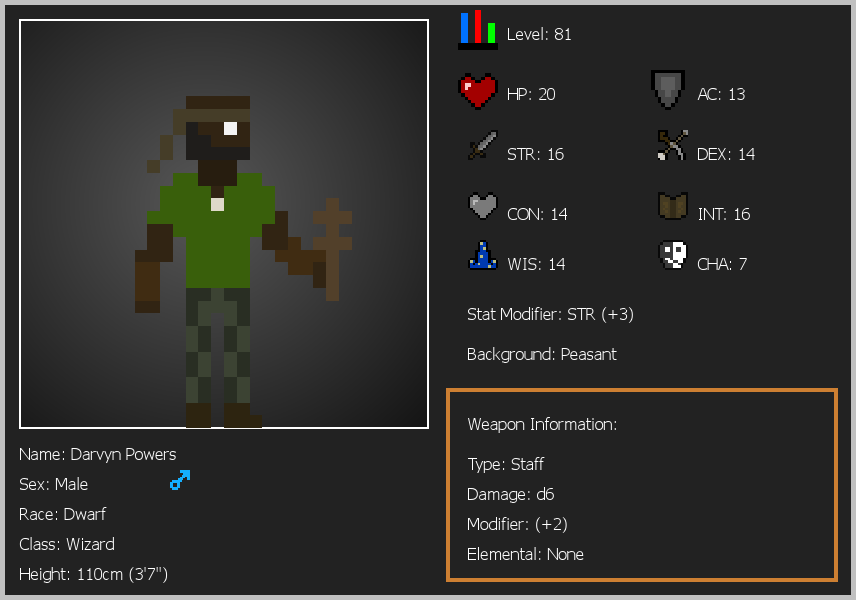 Level: 81
HP: 20
AC: 13
STR: 16
DEX: 14
CON: 14
INT: 16
WIS: 14
CHA: 7
Stat Modifier: STR (+3)
Background: Peasant
Weapon Information:
Type: Staff
Damage: d6
Modifier: (+2)
Elemental: None
Name: Darvyn Powers
Sex: Male
Race: Dwarf
Class: Wizard
Height: 110cm (3'7")